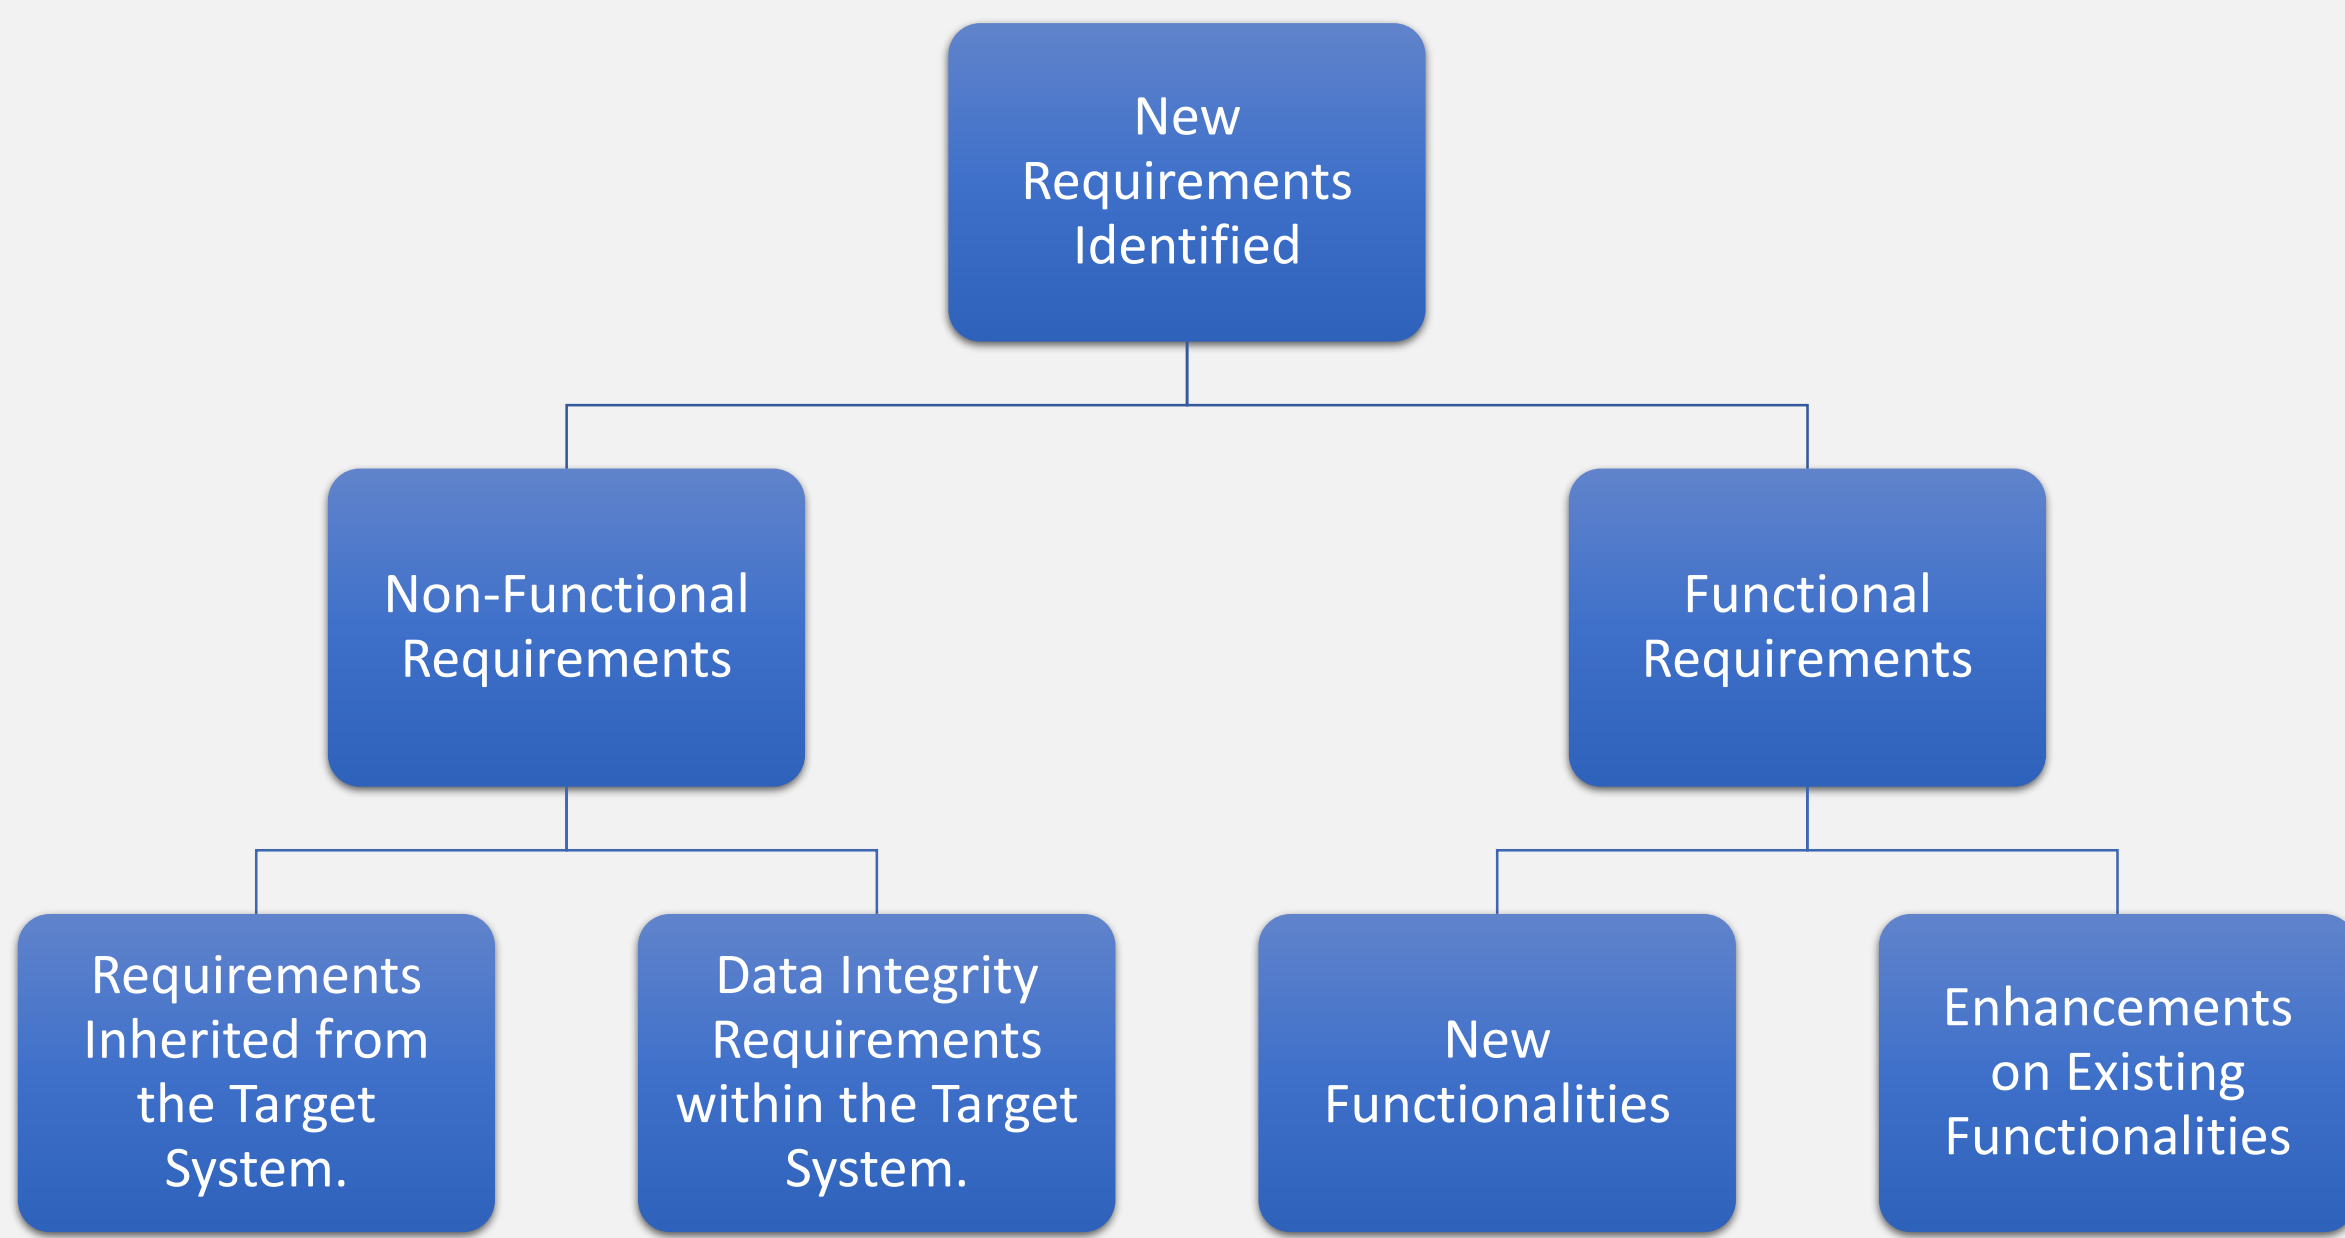 New
Requirements
Identified
Non-Functional
Requirements
Functional
Requirements
Requirements
Inherited from
the Target
System.
Data Integrity
Requirements
within the Target
System.
New
Functionalities
Enhancements
on Existing
Functionalities